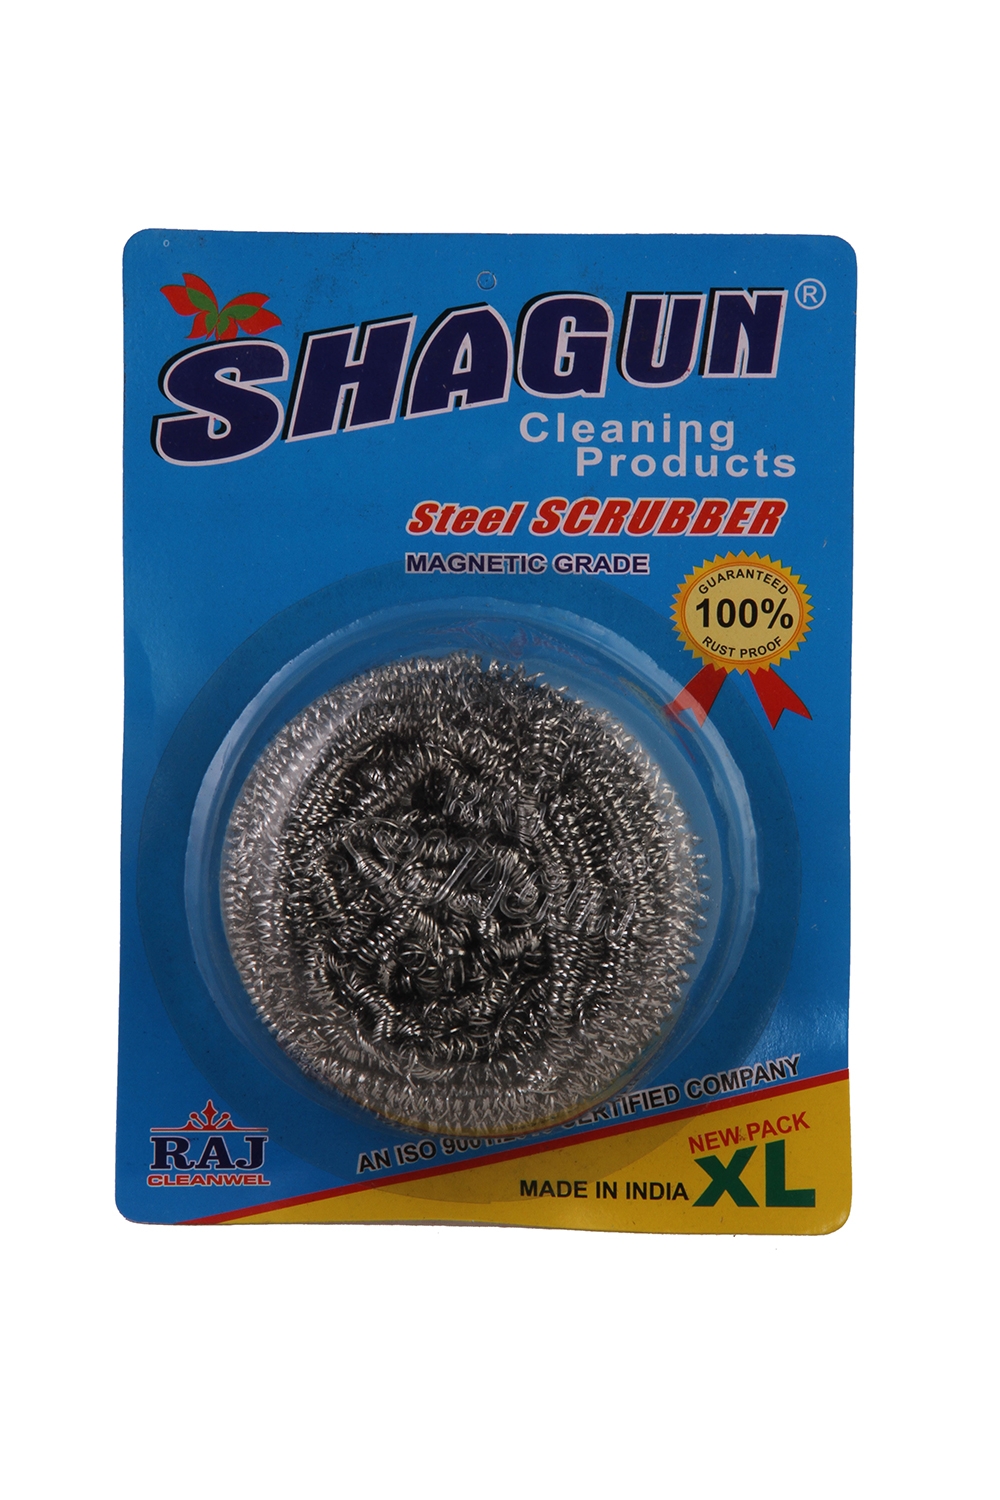 SHAGUN®
Cleaning
Products
Steel SCRUBBER
MAGNETIC GRADE
GUARANTEED
100%
RUST PROOF
AN ISO CERTIFIED COMPANY
RAJ
CLEANWEL
NEW PACK
MADE IN INDIA XL